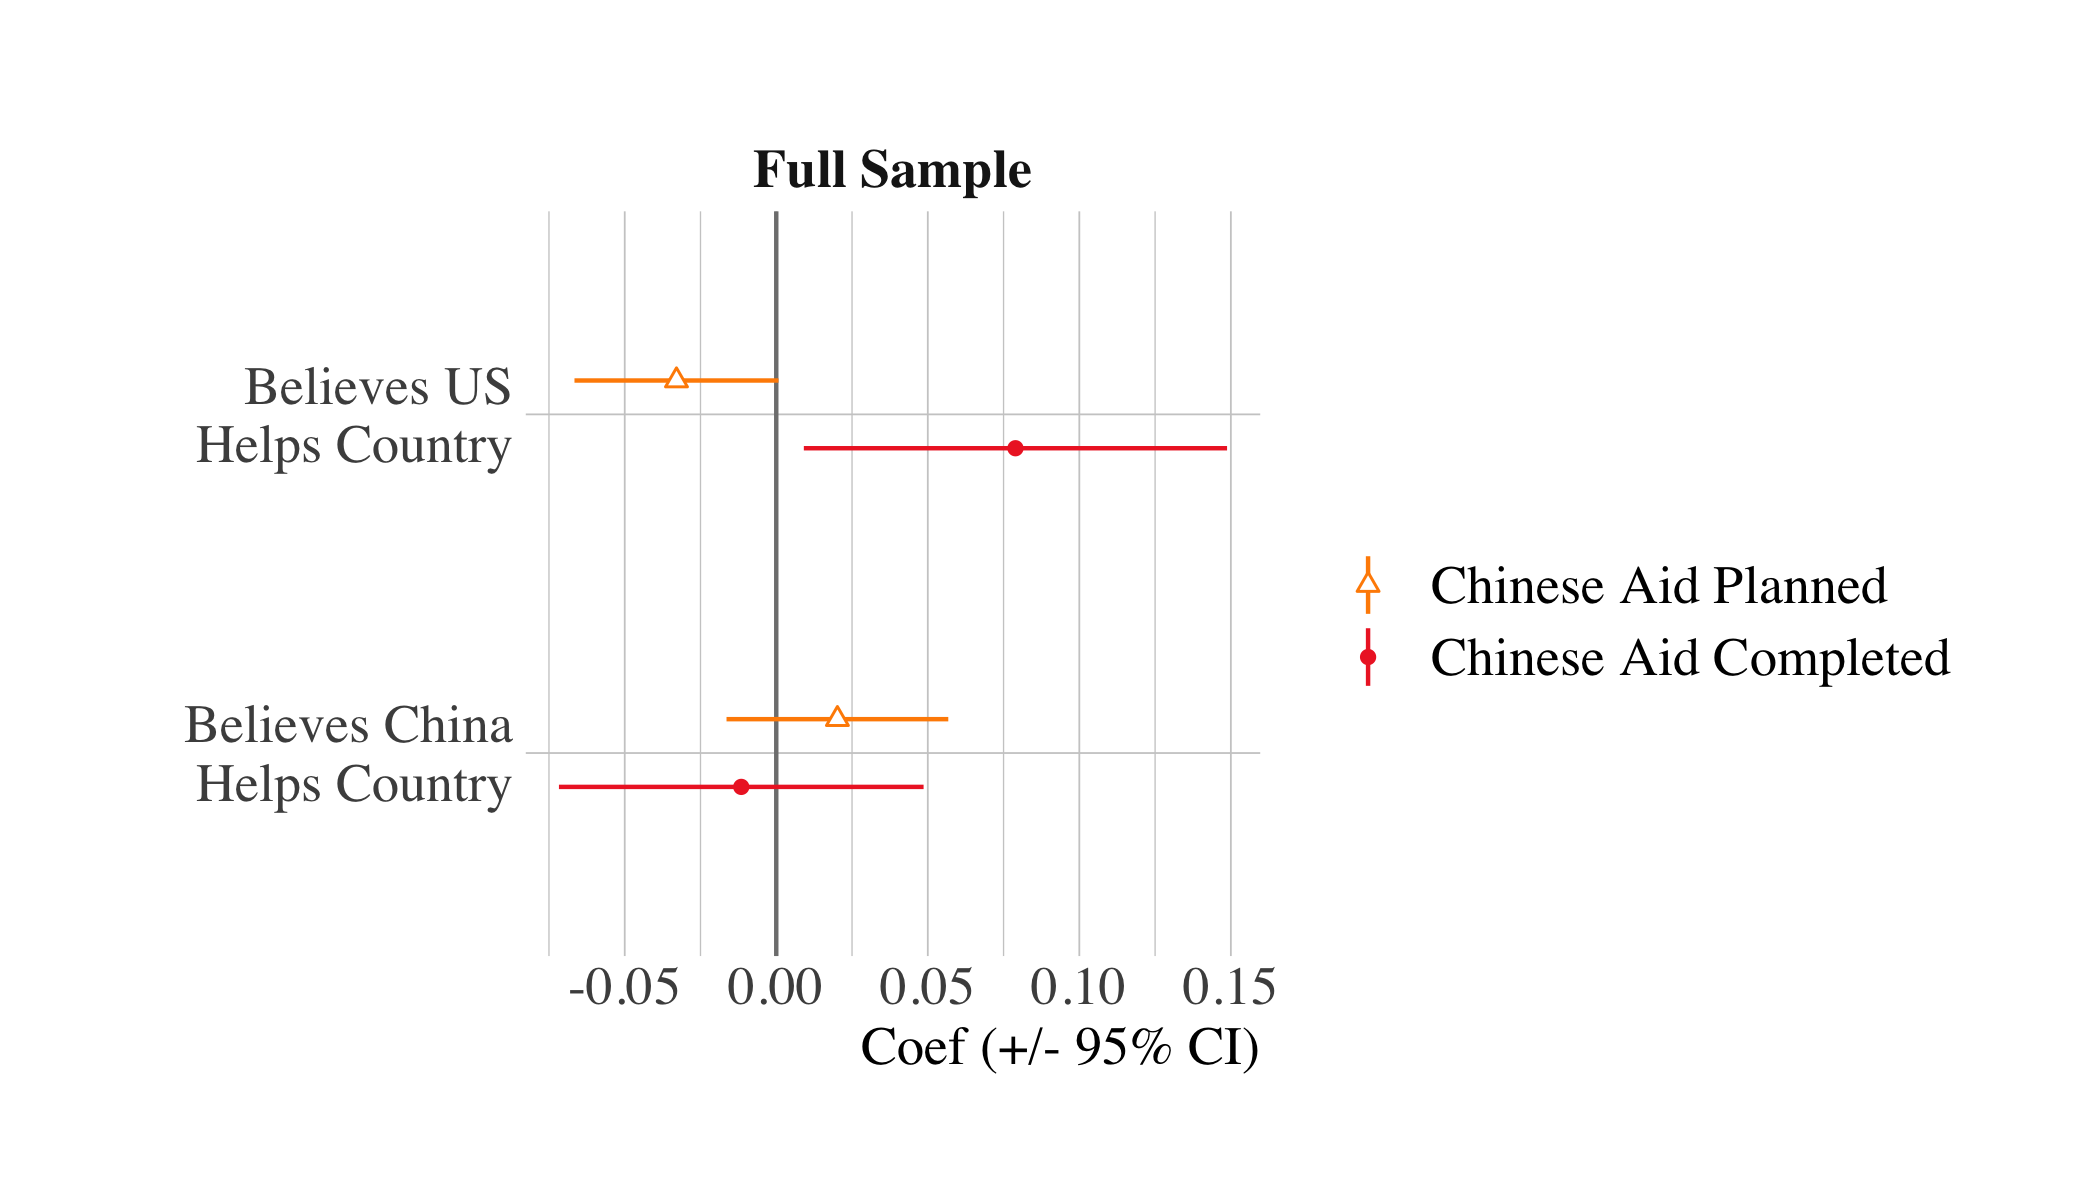 Full Sample
Believes US
Helps Country
Believes China
Helps Country
-0.05 0.00 0.05 0.10 0.15
Coef (+/- 95% CI)
Chinese Aid Planned
Chinese Aid Completed